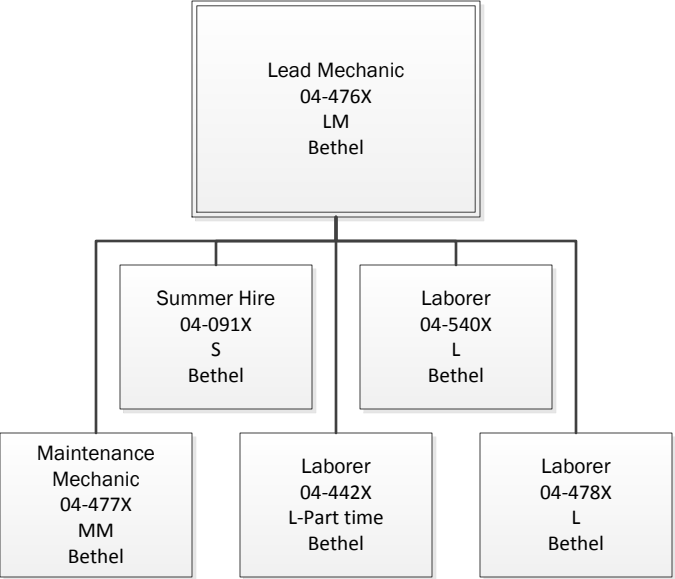 Lead Mechanic
04-476X
LM
Bethel
Summer Hire
04-091X
S
Bethel
Laborer
04-540X
L
Bethel
Maintenance
Mechanic
04-477X
MM
Bethel
Laborer
04-442X
L-Part time
Bethel
Laborer
04-478X
L
Bethel